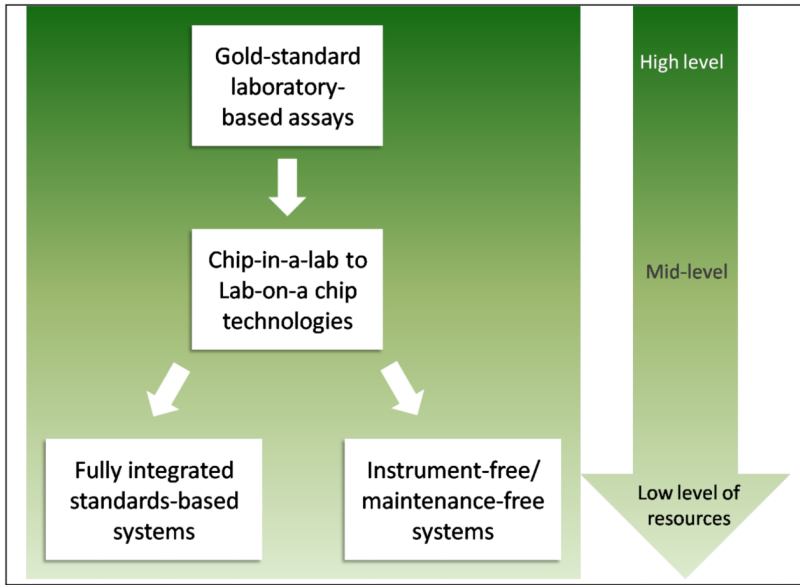 Gold-standard
laboratory-
based assays
High level
Chip-in-a-lab to
Lab-on-a chip
technologies
Mid-level
Fully integrated
standards-based
systems
Instrument-free/
maintenance-free
systems
Low level of
resources